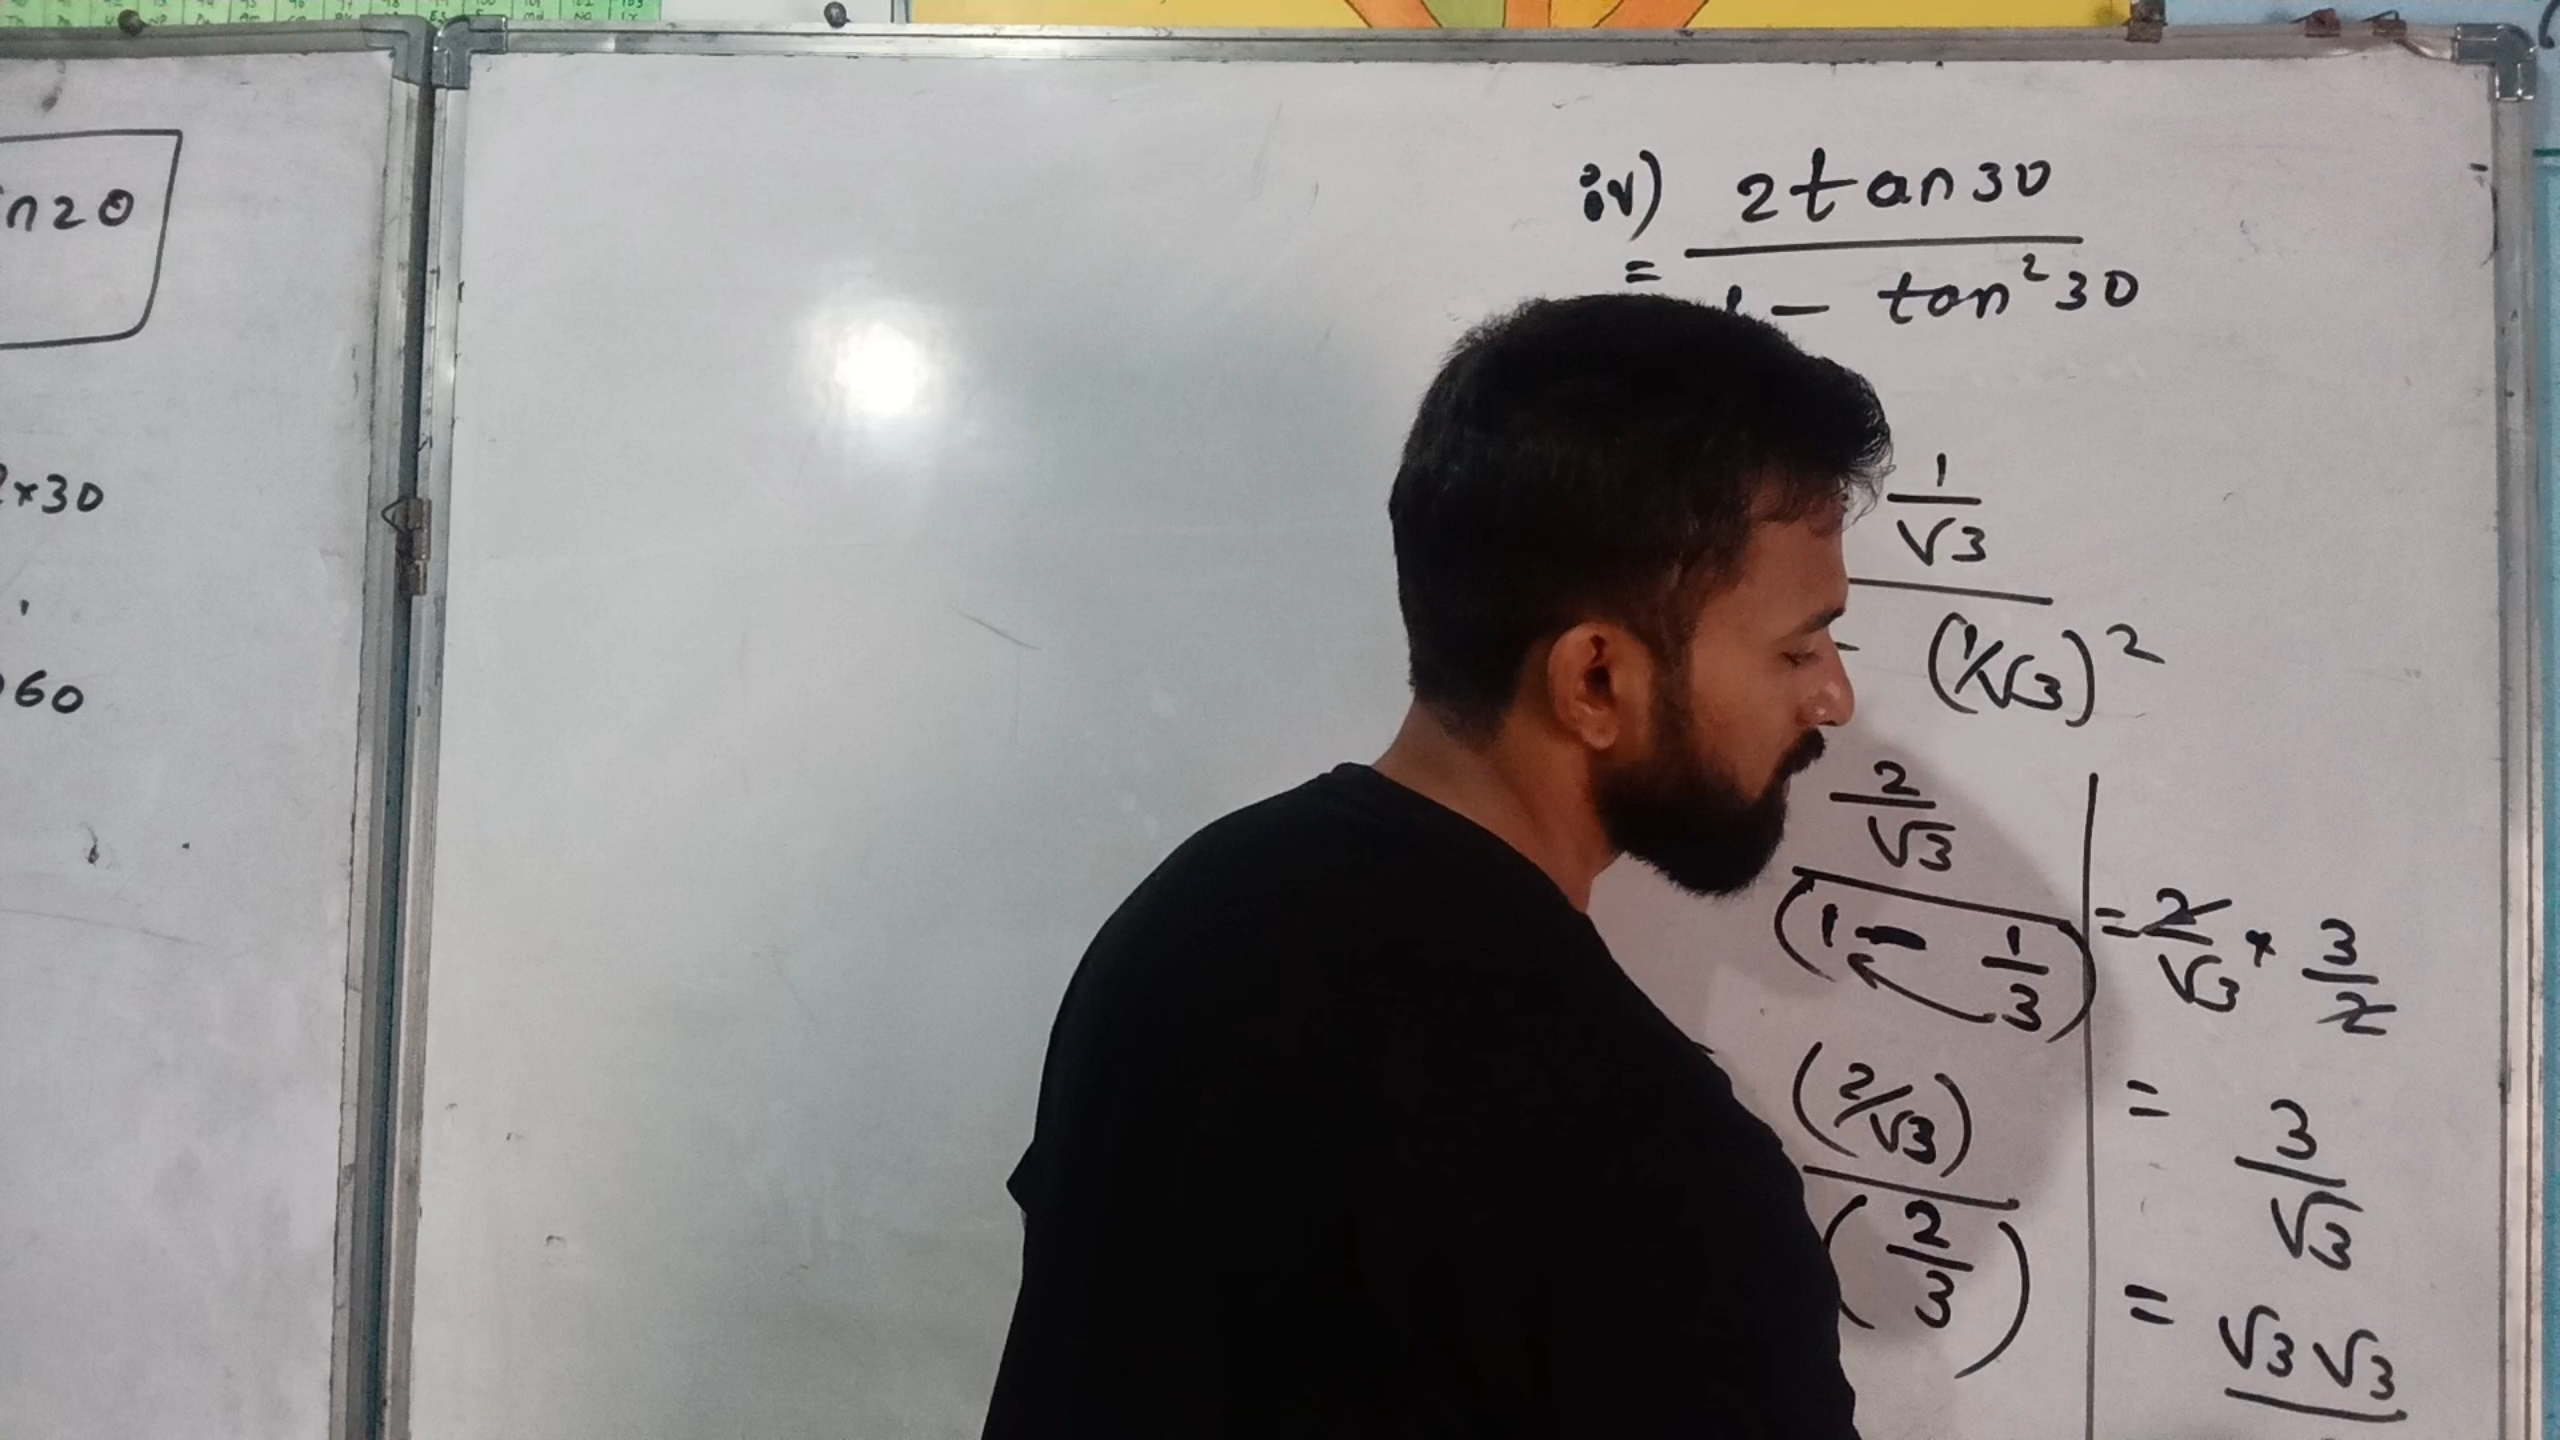 n2θ
2×30
60
iv) 2tan30
= 1 - tan²30
1
√3
- (1/√3)²
2
√3
(1 - 1/3)
(2/√3)
(2/3)
= 2/√3 × 3/2
= 3/√3
= √3 √3